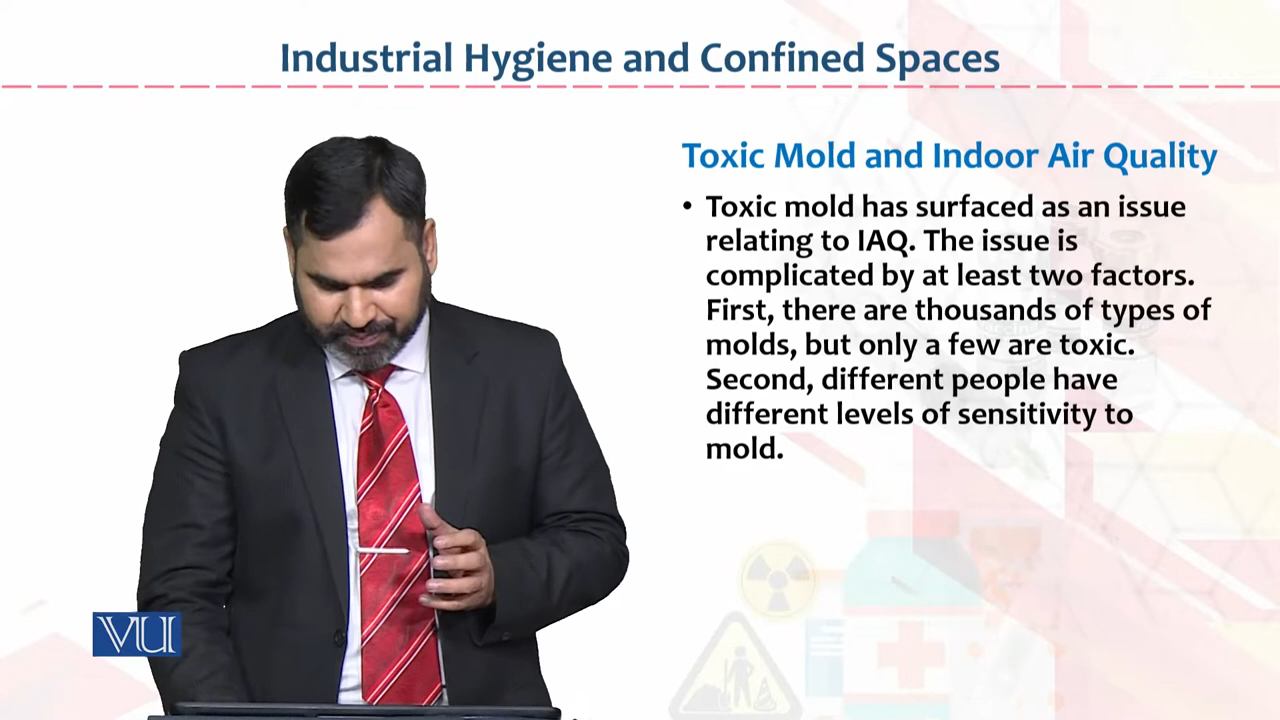 Industrial Hygiene and Confined Spaces
Toxic Mold and Indoor Air Quality
• Toxic mold has surfaced as an issue
relating to IAQ. The issue is
complicated by at least two factors.
First, there are thousands of types of
molds, but only a few are toxic.
Second, different people have
different levels of sensitivity to
mold.
VU